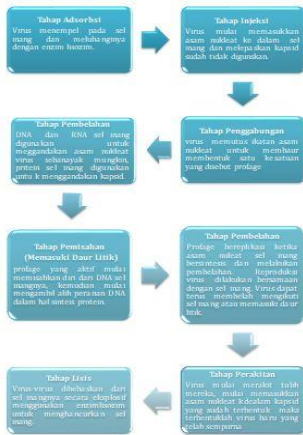 Tahap Adsorbsi
Virus menempel pada sel
inang dan melubanginya
dengan enzim lisozim.
Tahap Injeksi
Virus mulai memasukkan
asam nukleat ke dalam sel
inang dan melepaskan kapsid
sudah tidak digunakan.
Tahap Penggabungan
virus memutus ikatan asam
nukleat untuk membaur
membentuk satu kesatuan
yang disebut profage
Tahap Pembelahan
DNA dan RNA sel inang
digunakan untuk
menggandakan asam nukleat
virus sebanyak mungkin,
protein sel inang digunakan
untuk menggandakan kapsid.
Tahap Pemisahan
(Memasuki Daur Litik)
profage yang aktif mulai
memisahkan diri dari DNA sel
inangnya, kemudian mulai
mengambil alih peranan DNA
dalam hal sintesis protein.
Tahap Pembelahan
Profage bereplikasi ketika
asam nukleat sel inang
bersintesis dan melakukan
pembelahan. Reproduksi
virus dilakukan bersamaan
dengan sel inang. Virus dapat
terus membelah mengikuti
sel inang atau memasuki daur
litik.
Tahap Perakitan
Virus mulai merakit tubuh
mereka, mulai memasukkan
asam nukleat kedalam kapsid
yang sudah terbentuk maka
terbentuklah virus baru yang
telah sempurna
Tahap Lisis
Virus-virus dibebaskan dari
sel inangnya secara eksplosif
menggunakan enzim lisozim
untuk menghancurkan sel
inang.